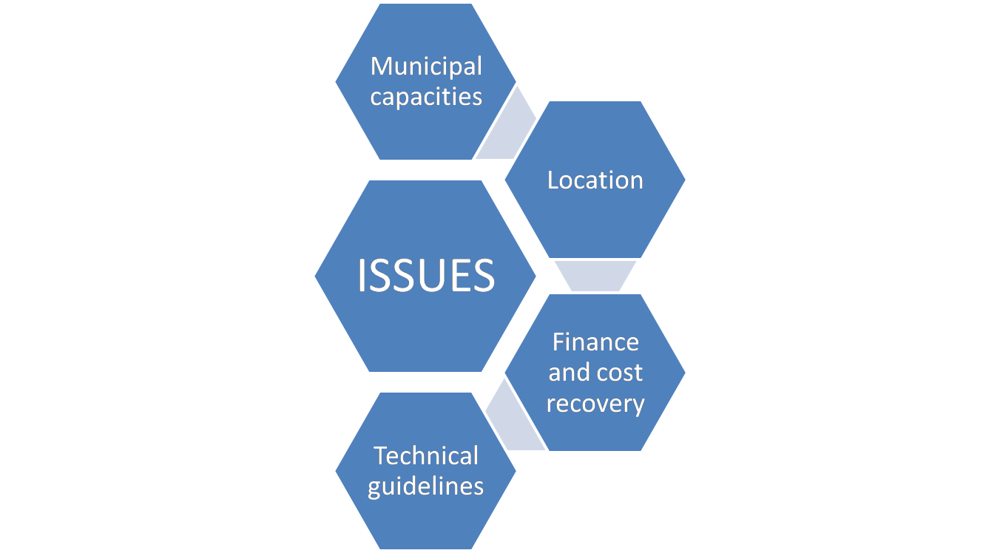 Municipal
capacities
Location
ISSUES
Finance
and cost
recovery
Technical
guidelines